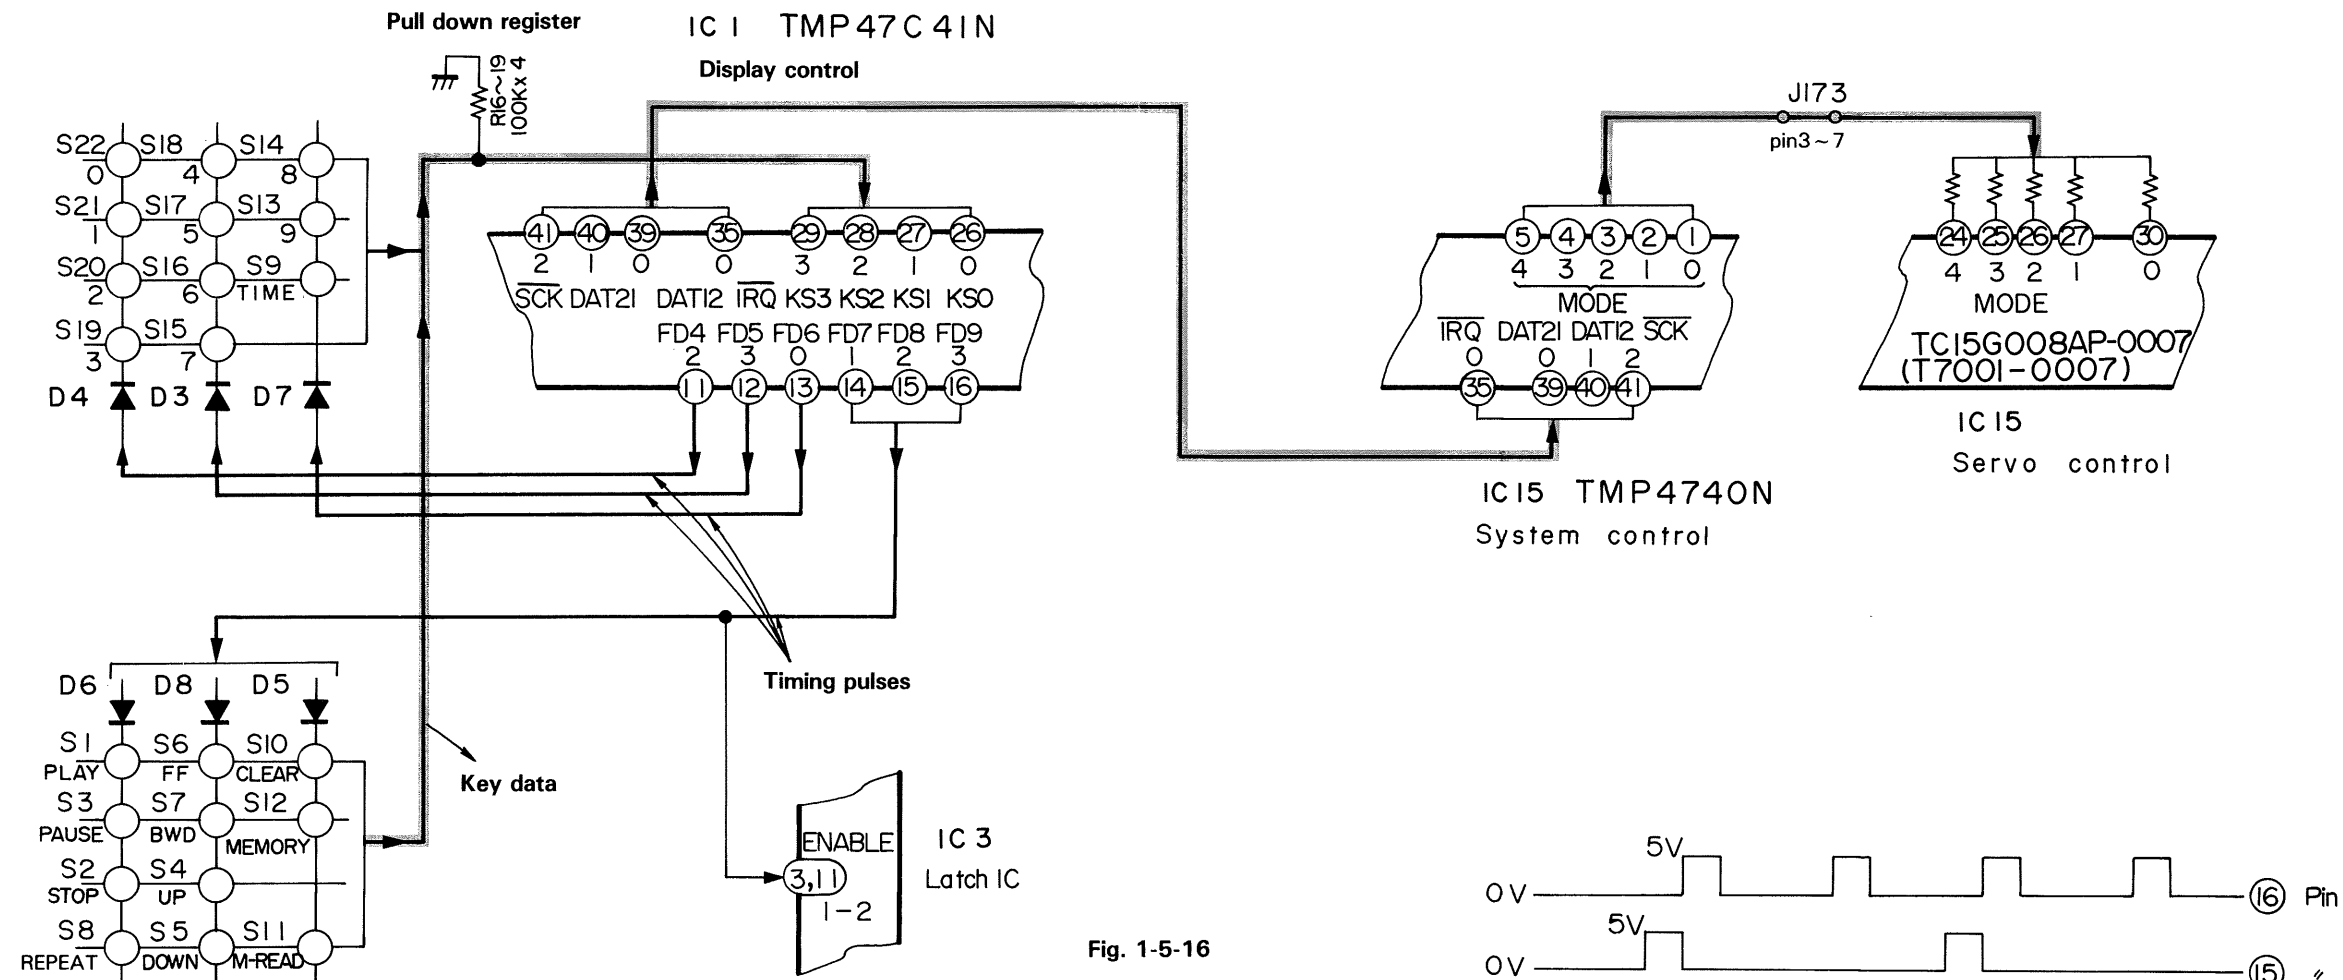 Pull down register
IC 1 TMP47C41N
Display control
R16~19
100K x 4
J173
pin3~7
S22 S18 S14
0 4 8
S21 S17 S13
1 5 9
S20 S16 S9
2 6 TIME
S19 S15
3 7
D4 D3 D7
41 40 39 35 29 28 27 26
2 1 0 0 3 2 1 0
SCK DAT21 DAT12 IRQ KS3 KS2 KS1 KS0
FD4 FD5 FD6 FD7 FD8 FD9
2 3 0 1 2 3
11 12 13 14 15 16
5 4 3 2 1
4 3 2 1 0
MODE
IRQ DAT21 DAT12 SCK
0 0 1 2
35 39 40 41
IC15 TMP4740N
System control
24 25 26 27 30
4 3 2 1 0
MODE
TC15G008AP-0007
(T7001-0007)
IC15
Servo control
Timing pulses
D6 D8 D5
S1 S6 S10
PLAY FF CLEAR
S3 S7 S12
PAUSE BWD MEMORY
S2 S4
STOP UP
S8 S5 S11
REPEAT DOWN M-READ
Key data
ENABLE
3,11
1-2
IC 3
Latch IC
Fig. 1-5-16
5V
0V 16 Pin
5V
0V 15 〃